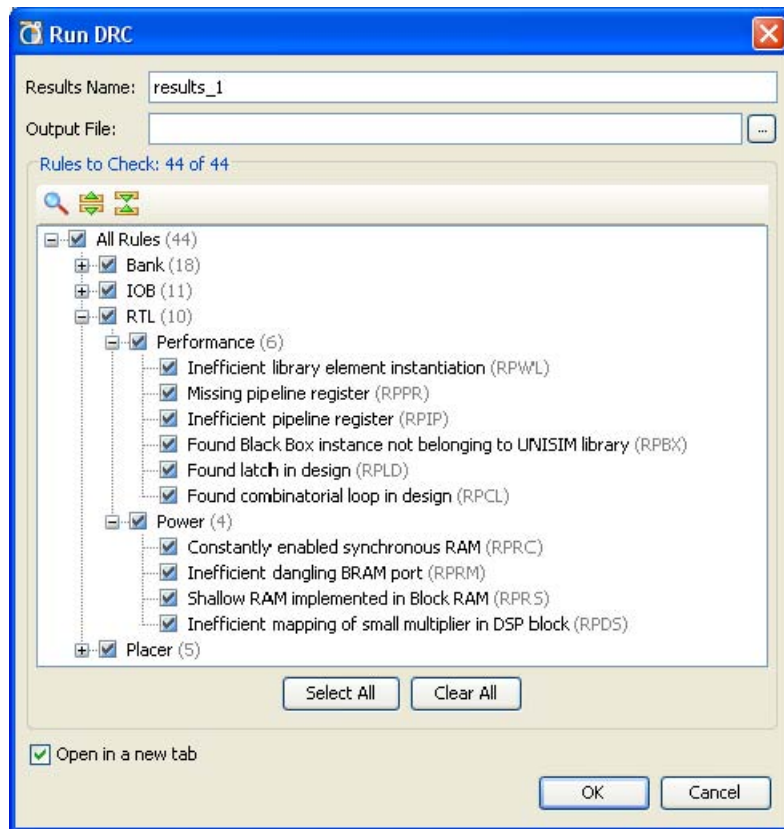 Run DRC
Results Name: results_1
Output File:
...
Rules to Check: 44 of 44
All Rules (44)
Bank (18)
IOB (11)
RTL (10)
Performance (6)
Inefficient library element instantiation (RPWL)
Missing pipeline register (RPPR)
Inefficient pipeline register (RPIP)
Found Black Box instance not belonging to UNISIM library (RPBX)
Found latch in design (RPLD)
Found combinatorial loop in design (RPCL)
Power (4)
Constantly enabled synchronous RAM (RPRC)
Inefficient dangling BRAM port (RPRM)
Shallow RAM implemented in Block RAM (RPRS)
Inefficient mapping of small multiplier in DSP block (RPDS)
Placer (5)
Select All Clear All
Open in a new tab
OK Cancel